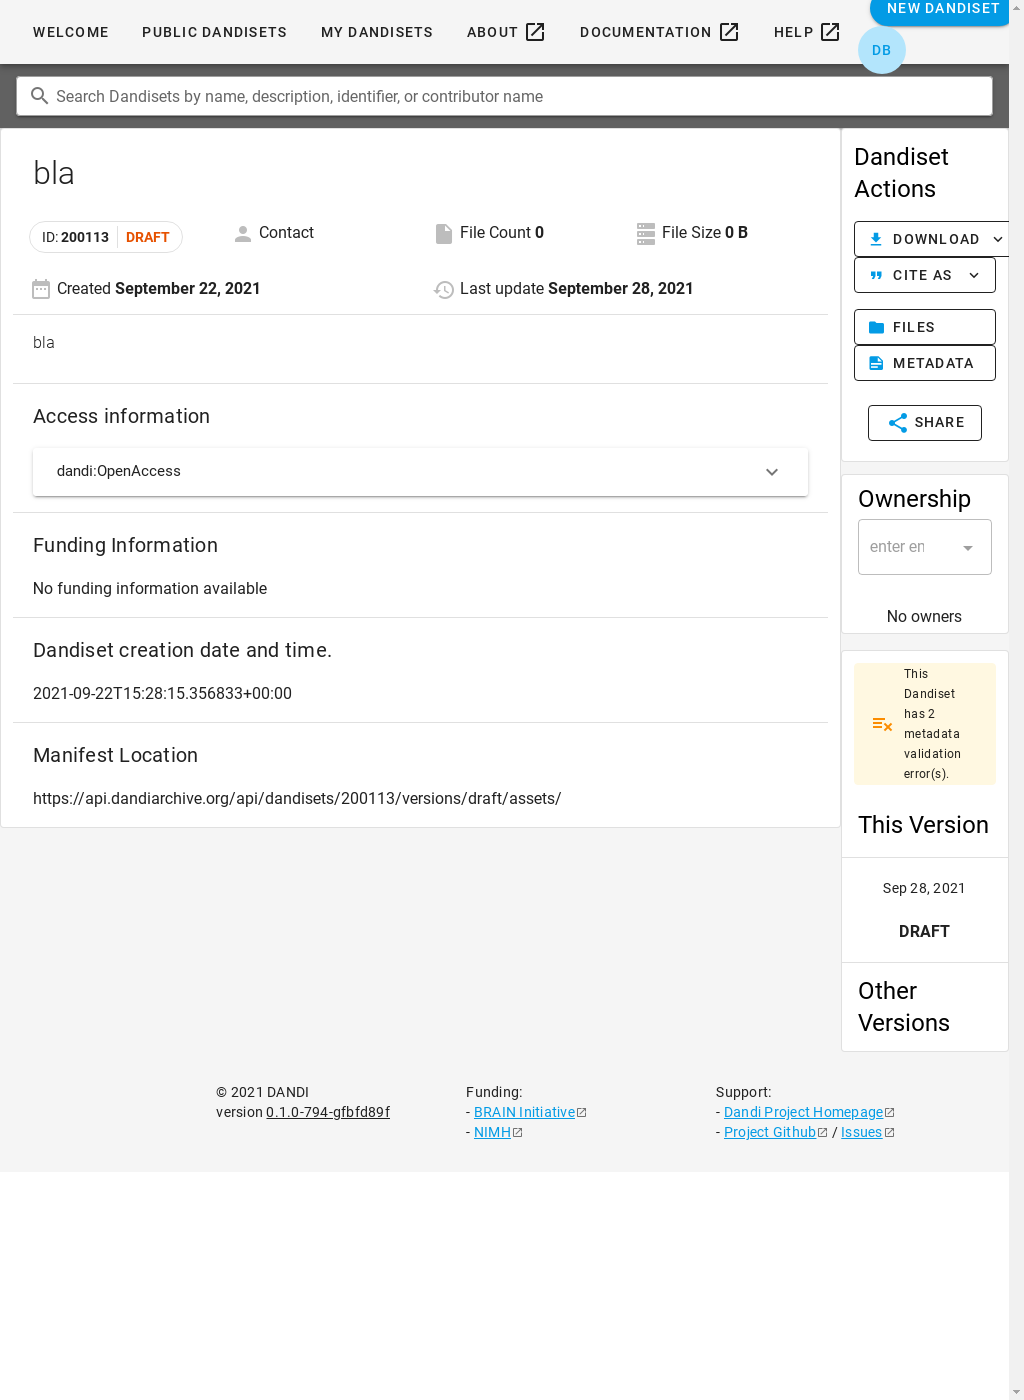 WELCOME PUBLIC DANDISETS MY DANDISETS ABOUT DOCUMENTATION HELP NEW DANDISET
DB
Search Dandisets by name, description, identifier, or contributor name
bla
ID: 200113 DRAFT Contact File Count 0 File Size 0 B
Created September 22, 2021 Last update September 28, 2021
bla
Access information
dandi:OpenAccess
Funding Information
No funding information available
Dandiset creation date and time.
2021-09-22T15:28:15.356833+00:00
Manifest Location
https://api.dandiarchive.org/api/dandisets/200113/versions/draft/assets/
Dandiset
Actions
DOWNLOAD
CITE AS
FILES
METADATA
SHARE
Ownership
enter en
No owners
This
Dandiset
has 2
metadata
validation
error(s).
This Version
Sep 28, 2021
DRAFT
Other
Versions
© 2021 DANDI
version 0.1.0-794-gfbfd89f
Funding:
- BRAIN Initiative
- NIMH
Support:
- Dandi Project Homepage
- Project Github / Issues